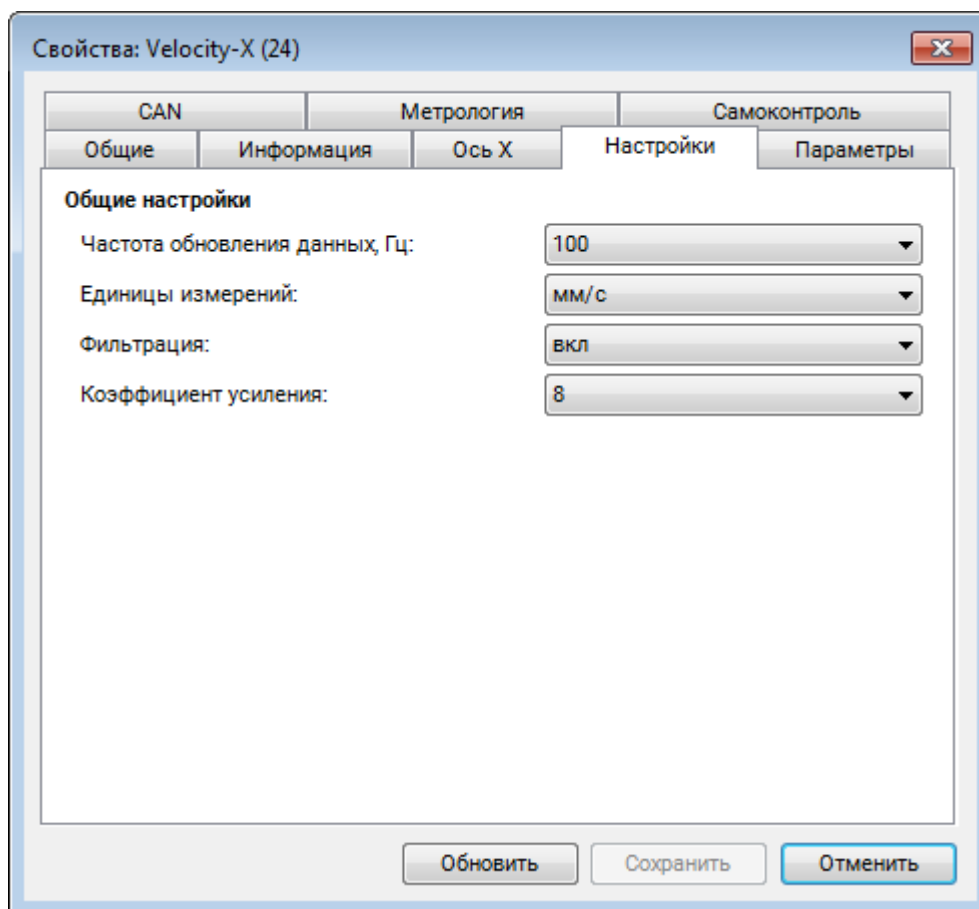 Свойства: Velocity-X (24)
CAN Метрология Самоконтроль
Общие Информация Ось X Настройки Параметры
Общие настройки
Частота обновления данных, Гц: 100
Единицы измерений: мм/с
Фильтрация: вкл
Коэффициент усиления: 8
Обновить Сохранить Отменить